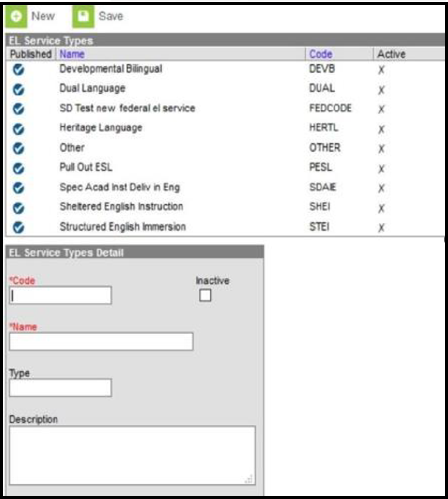 New Save
EL Service Types
Published Name Code Active
Developmental Bilingual DEVB X
Dual Language DUAL X
SD Test new federal el service FEDCODE X
Heritage Language HERTL X
Other OTHER X
Pull Out ESL PESL X
Spec Acad Inst Deliv in Eng SDAIE X
Sheltered English Instruction SHEI X
Structured English Immersion STEI X
EL Service Types Detail
*Code Inactive
*Name
Type
Description